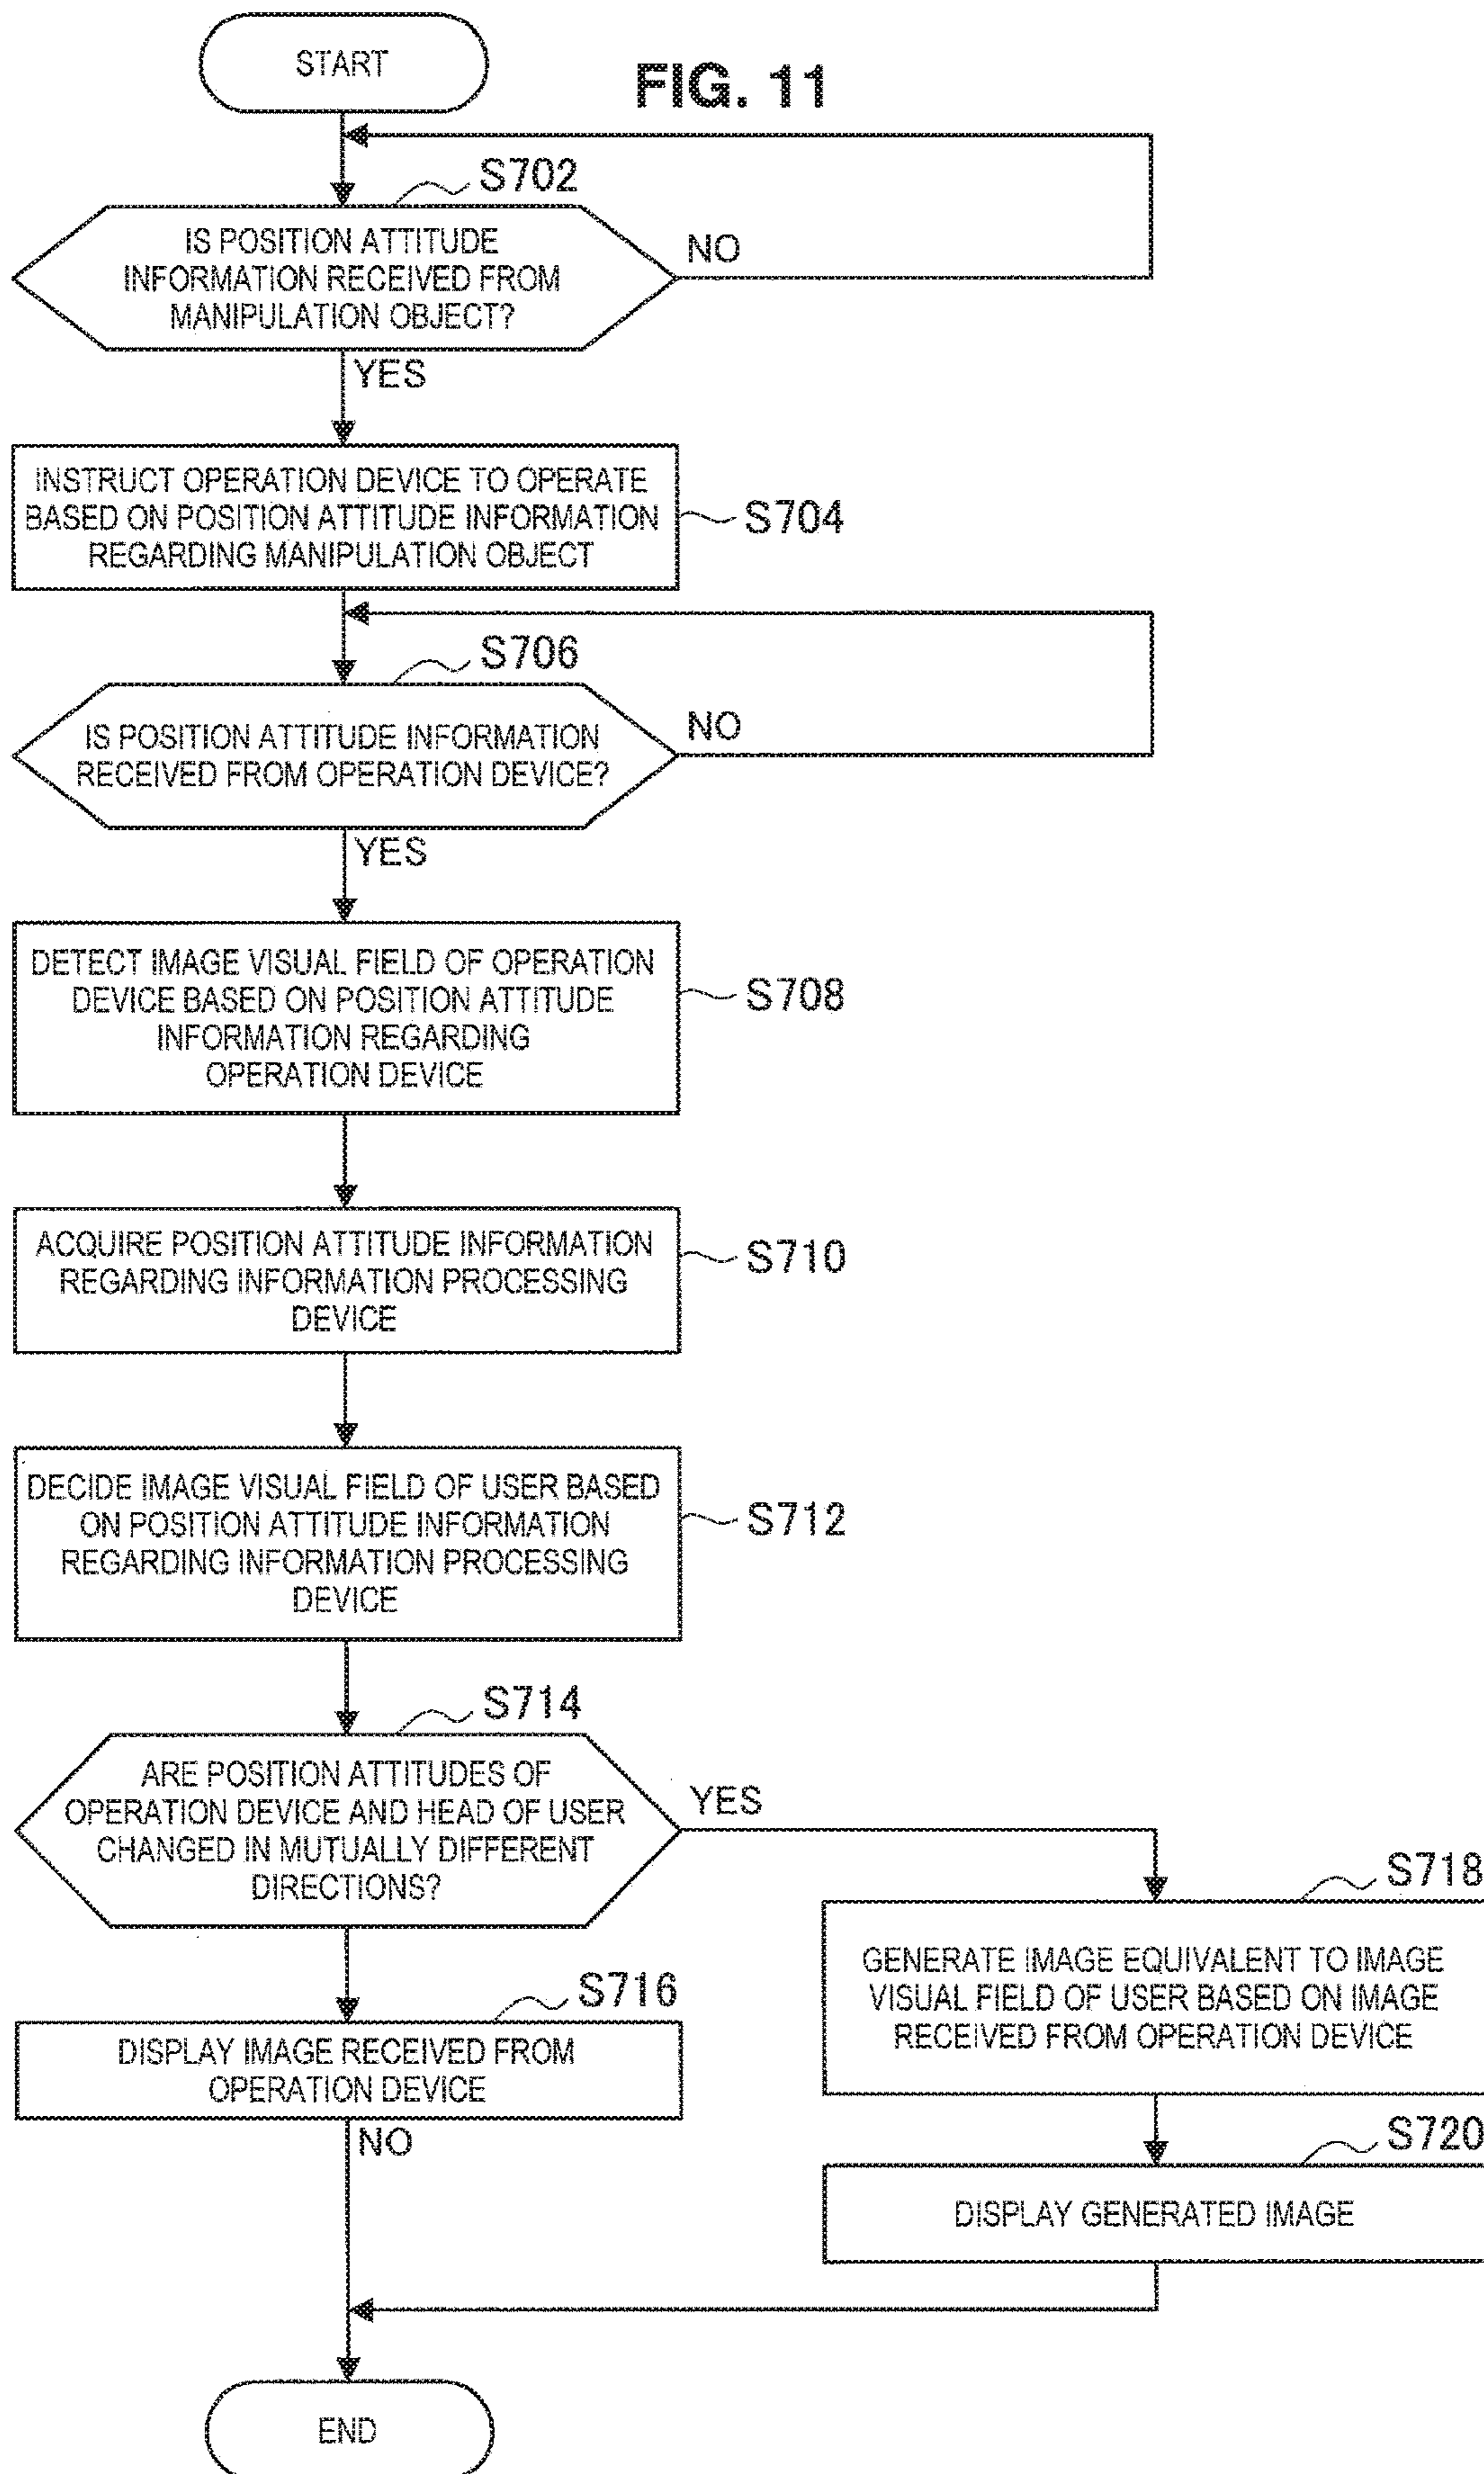 START
FIG. 11
S702
IS POSITION ATTITUDE
INFORMATION RECEIVED FROM
MANIPULATION OBJECT?
NO
YES
INSTRUCT OPERATION DEVICE TO OPERATE
BASED ON POSITION ATTITUDE INFORMATION
REGARDING MANIPULATION OBJECT
S704
S706
IS POSITION ATTITUDE INFORMATION
RECEIVED FROM OPERATION DEVICE?
NO
YES
DETECT IMAGE VISUAL FIELD OF OPERATION
DEVICE BASED ON POSITION ATTITUDE
INFORMATION REGARDING
OPERATION DEVICE
S708
ACQUIRE POSITION ATTITUDE INFORMATION
REGARDING INFORMATION PROCESSING
DEVICE
S710
DECIDE IMAGE VISUAL FIELD OF USER BASED
ON POSITION ATTITUDE INFORMATION
REGARDING INFORMATION PROCESSING
DEVICE
S712
S714
ARE POSITION ATTITUDES OF
OPERATION DEVICE AND HEAD OF USER
CHANGED IN MUTUALLY DIFFERENT
DIRECTIONS?
YES
S716
DISPLAY IMAGE RECEIVED FROM
OPERATION DEVICE
NO
S718
GENERATE IMAGE EQUIVALENT TO IMAGE
VISUAL FIELD OF USER BASED ON IMAGE
RECEIVED FROM OPERATION DEVICE
S720
DISPLAY GENERATED IMAGE
END